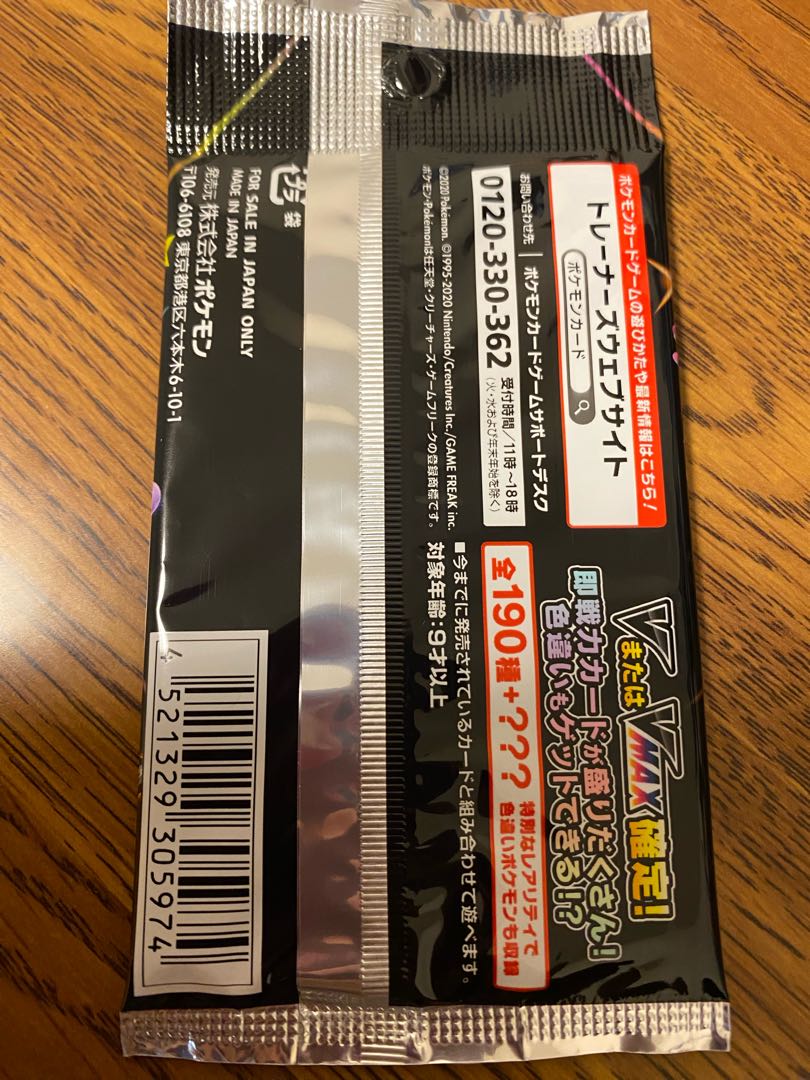 ポケモンカードゲームの遊びかたや最新情報はこちら!
トレーナーズウェブサイト
ポケモンカード
お問い合わせ先 | ポケモンカードゲームサポートデスク
0120-330-362 受付時間/11時~18時
(火・水および年末年始を除く)
©2020 Pokémon. ©1995-2020 Nintendo/Creatures Inc./GAME FREAK inc.
ポケモン・Pokémonは任天堂・クリーチャーズ・ゲームフリークの登録商標です。
VまたはVMAX確定!
即戦力カードが盛りだくさん!
色違いもゲットできる!?
全190種+??? 特別なレアリティで
色違いポケモンも収録
■今までに発売されているカードと組み合わせて遊べます。
対象年齢:9才以上
プラ 袋
FOR SALE IN JAPAN ONLY
MADE IN JAPAN
発売元 株式会社ポケモン
〒106-6108 東京都港区六本木6-10-1
4 521329 305974